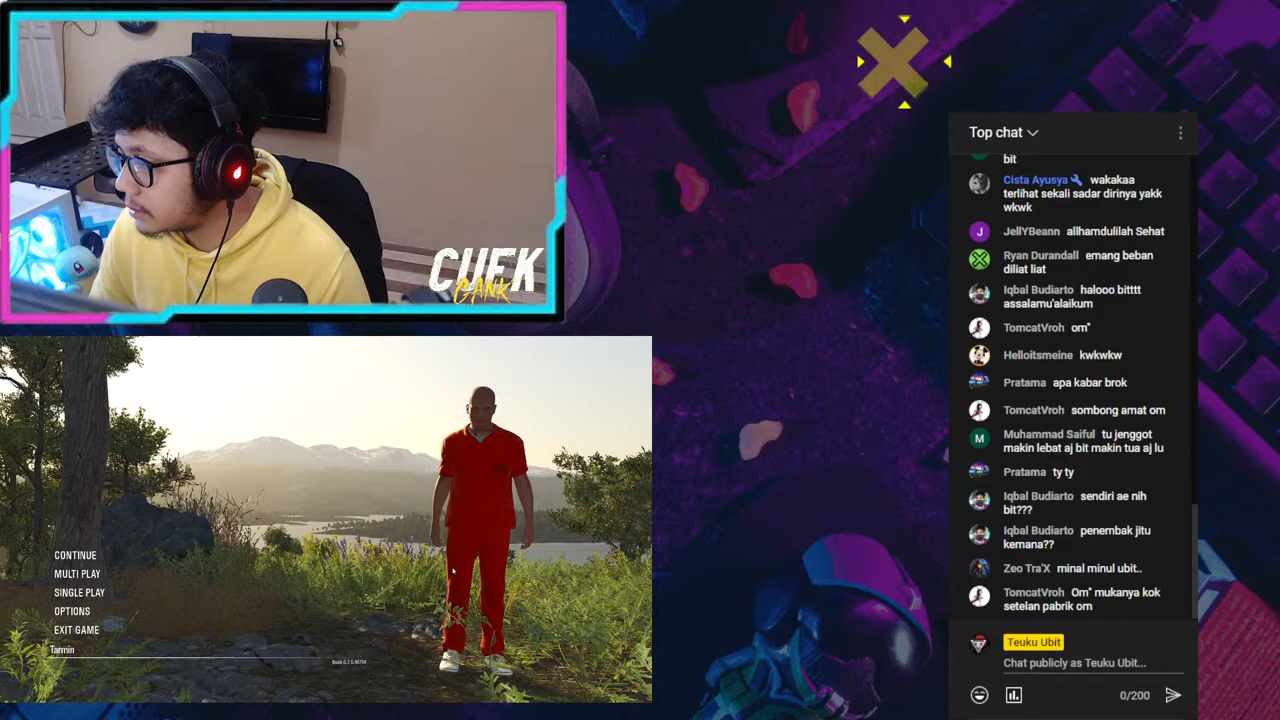 CUEK
GANK
CONTINUE
MULTI PLAY
SINGLE PLAY
OPTIONS
EXIT GAME
Tarmin
Top chat
bit
Cista Ayusya wakakaa
terlihat sekali sadar dirinya yakk
wkwk
J
JellYBeann allhamdulilah Sehat
Ryan Durandall emang beban
diliat liat
Iqbal Budiarto halooo bitttt
assalamu'alaikum
TomcatVroh om"
Helloitsmeine kwkwkw
Pratama apa kabar brok
TomcatVroh sombong amat om
M
Muhammad Saiful tu jenggot
makin lebat aj bit makin tua aj lu
Pratama ty ty
Iqbal Budiarto sendiri ae nih
bit???
Iqbal Budiarto penembak jitu
kemana??
Zeo Tra'X minal minul ubit..
TomcatVroh Om" mukanya kok
setelan pabrik om
Teuku Ubit
Chat publicly as Teuku Ubit...
0/200